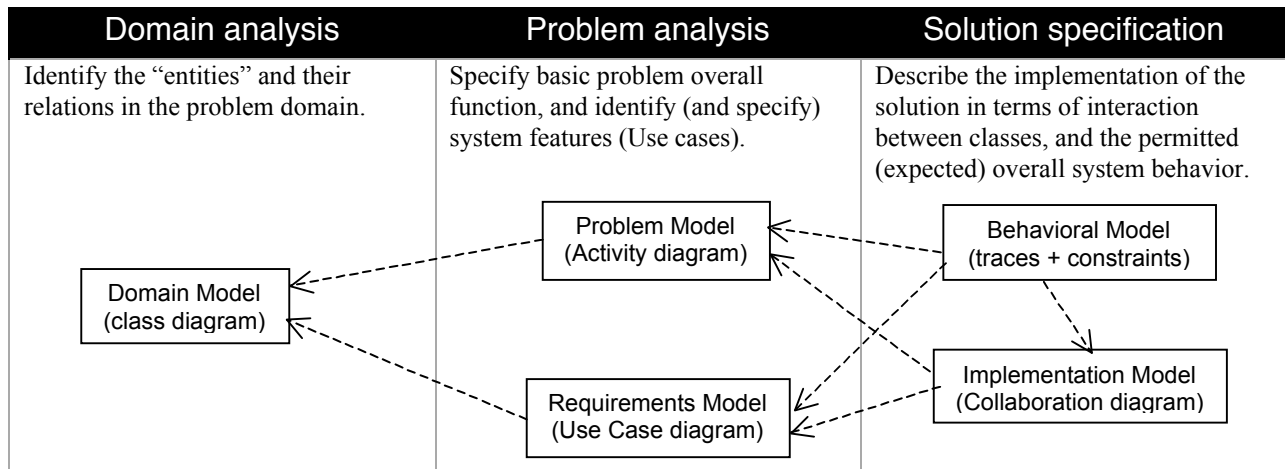 Domain analysis
Problem analysis
Solution specification
Identify the “entities” and their
relations in the problem domain.
Specify basic problem overall
function, and identify (and specify)
system features (Use cases).
Describe the implementation of the
solution in terms of interaction
between classes, and the permitted
(expected) overall system behavior.
Domain Model
(class diagram)
Problem Model
(Activity diagram)
Requirements Model
(Use Case diagram)
Behavioral Model
(traces + constraints)
Implementation Model
(Collaboration diagram)